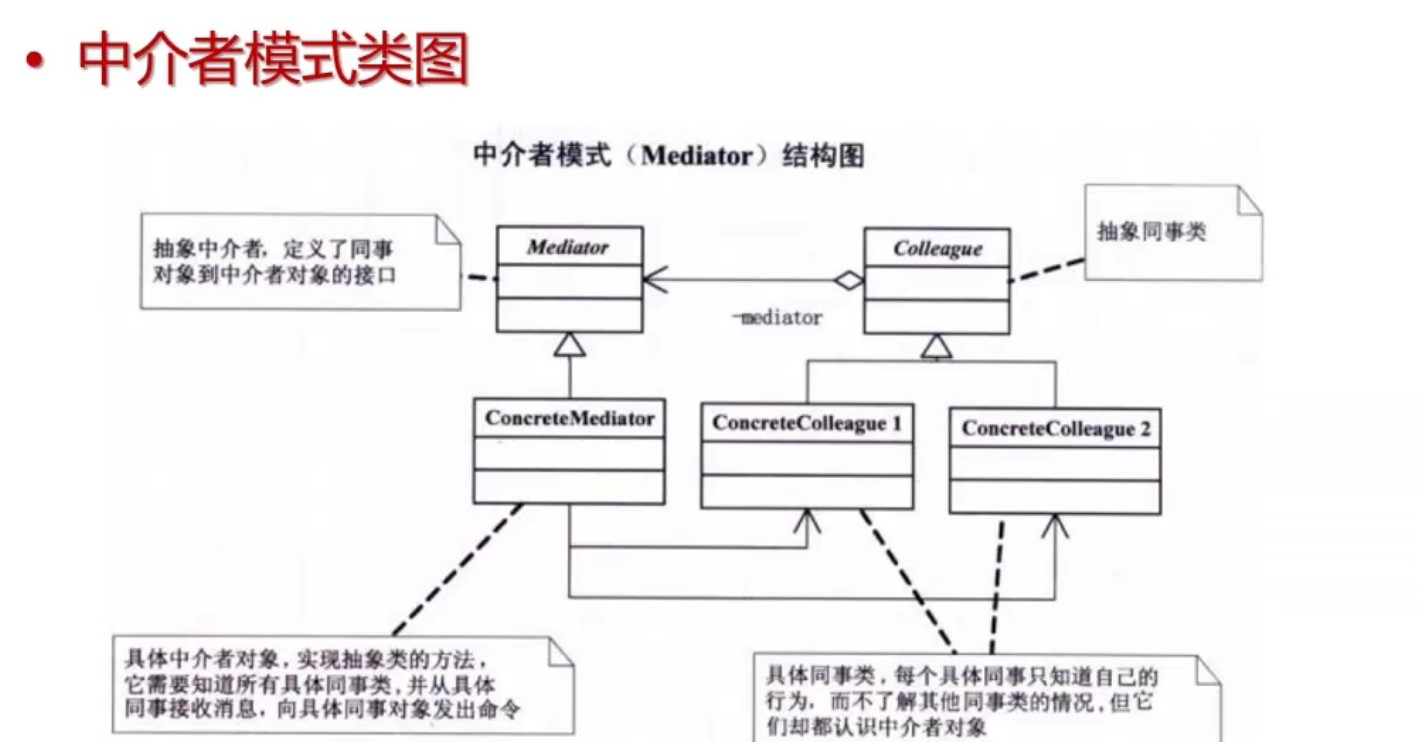 • 中介者模式类图
中介者模式（Mediator）结构图
抽象中介者，定义了同事
对象到中介者对象的接口
Mediator
Colleague
抽象同事类
-mediator
ConcreteMediator
ConcreteColleague 1
ConcreteColleague 2
具体中介者对象，实现抽象类的方法，
它需要知道所有具体同事类，并从具体
同事接收消息，向具体同事对象发出命令
具体同事类，每个具体同事只知道自己的
行为，而不了解其他同事类的情况，但它
们却都认识中介者对象